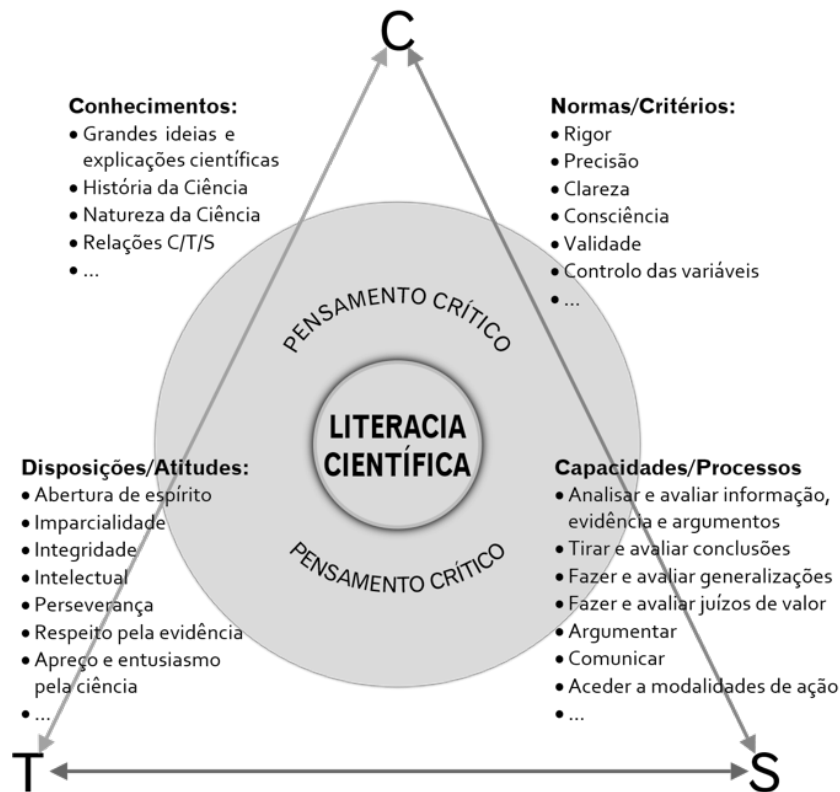 C
Conhecimentos:
• Grandes ideias e
explicações científicas
• História da Ciência
• Natureza da Ciência
• Relações C/T/S
• ...
Normas/Critérios:
• Rigor
• Precisão
• Clareza
• Consciência
• Validade
• Controlo das variáveis
• ...
PENSAMENTO CRÍTICO
LITERACIA
CIENTÍFICA
PENSAMENTO CRÍTICO
Disposições/Atitudes:
• Abertura de espírito
• Imparcialidade
• Integridade
• Intelectual
• Perseverança
• Respeito pela evidência
• Apreço e entusiasmo
pela ciência
• ...
Capacidades/Processos
• Analisar e avaliar informação,
evidência e argumentos
• Tirar e avaliar conclusões
• Fazer e avaliar generalizações
• Fazer e avaliar juízos de valor
• Argumentar
• Comunicar
• Aceder a modalidades de ação
• ...
T
S